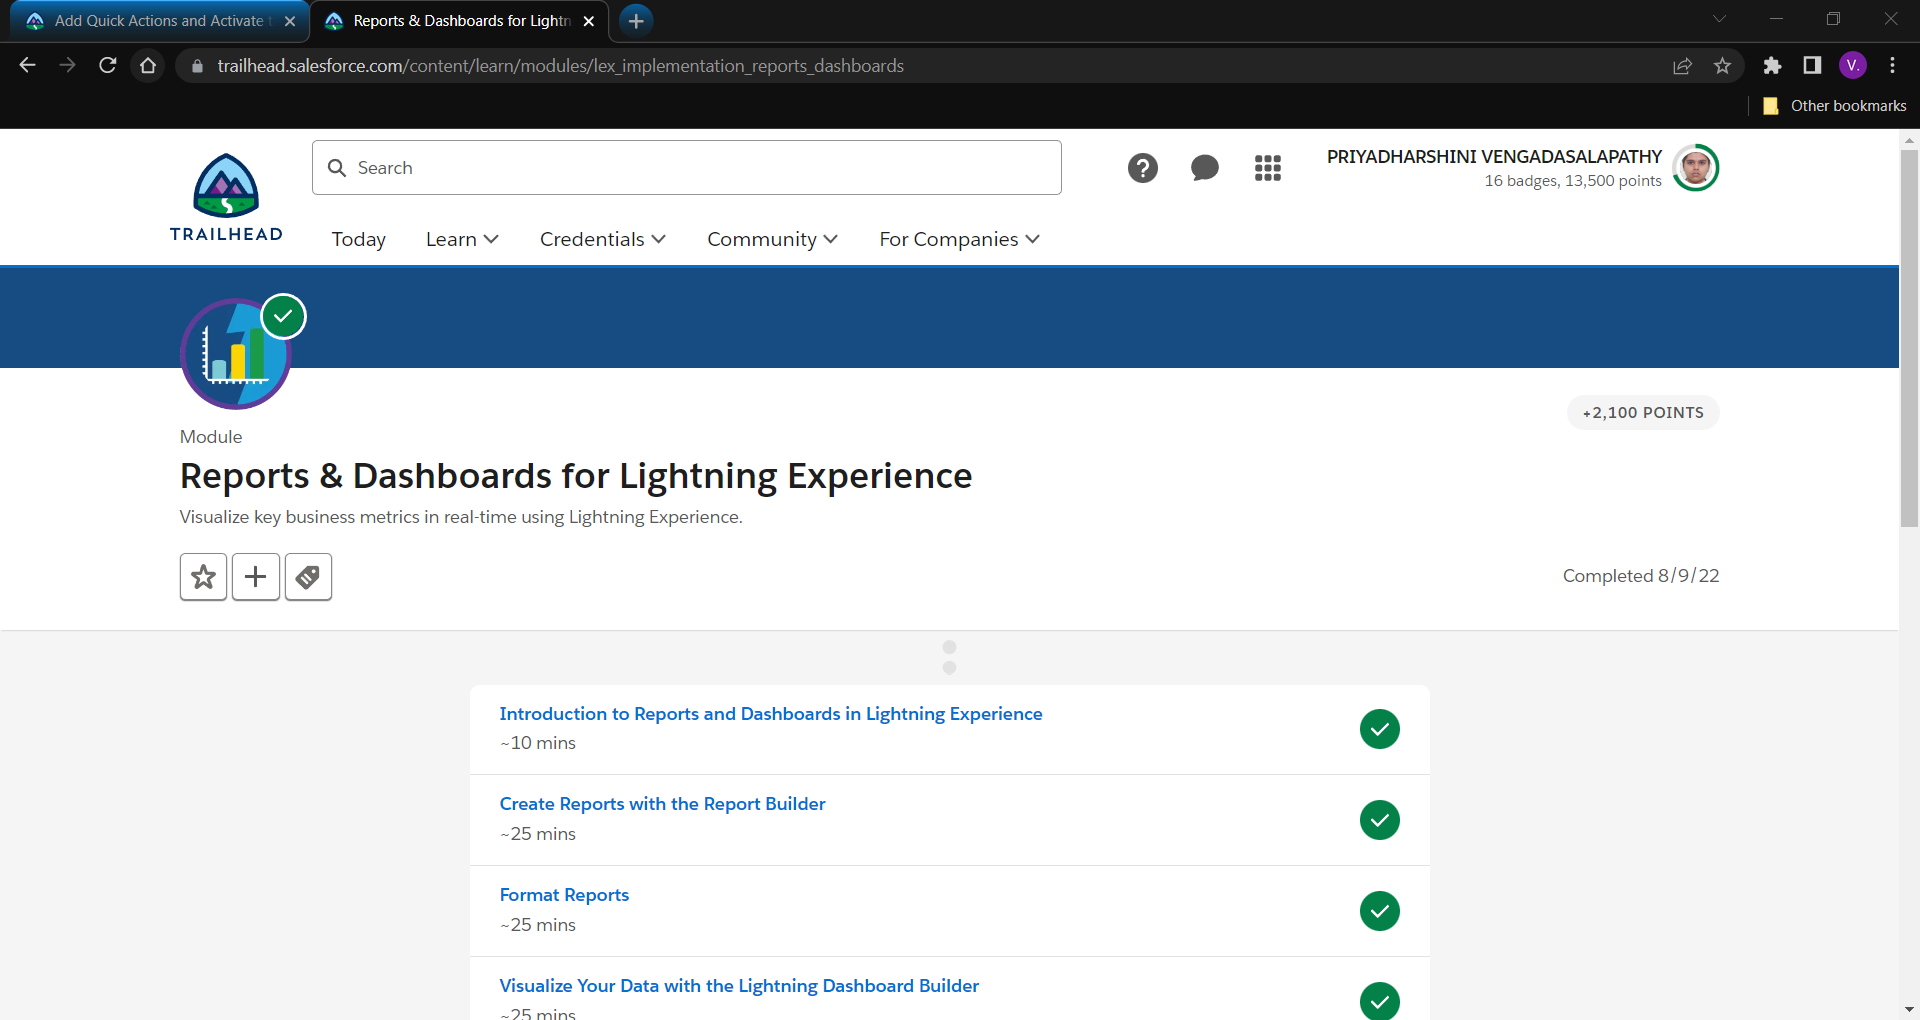 Add Quick Actions and Activate t
Reports & Dashboards for Lightn
trailhead.salesforce.com/content/learn/modules/lex_implementation_reports_dashboards
V.
Other bookmarks
TRAILHEAD
Search
PRIYADHARSHINI VENGADASALAPATHY
16 badges, 13,500 points
Today
Learn
Credentials
Community
For Companies
+2,100 POINTS
Module
Reports & Dashboards for Lightning Experience
Visualize key business metrics in real-time using Lightning Experience.
Completed 8/9/22
Introduction to Reports and Dashboards in Lightning Experience
~10 mins
Create Reports with the Report Builder
~25 mins
Format Reports
~25 mins
Visualize Your Data with the Lightning Dashboard Builder
~25 mins